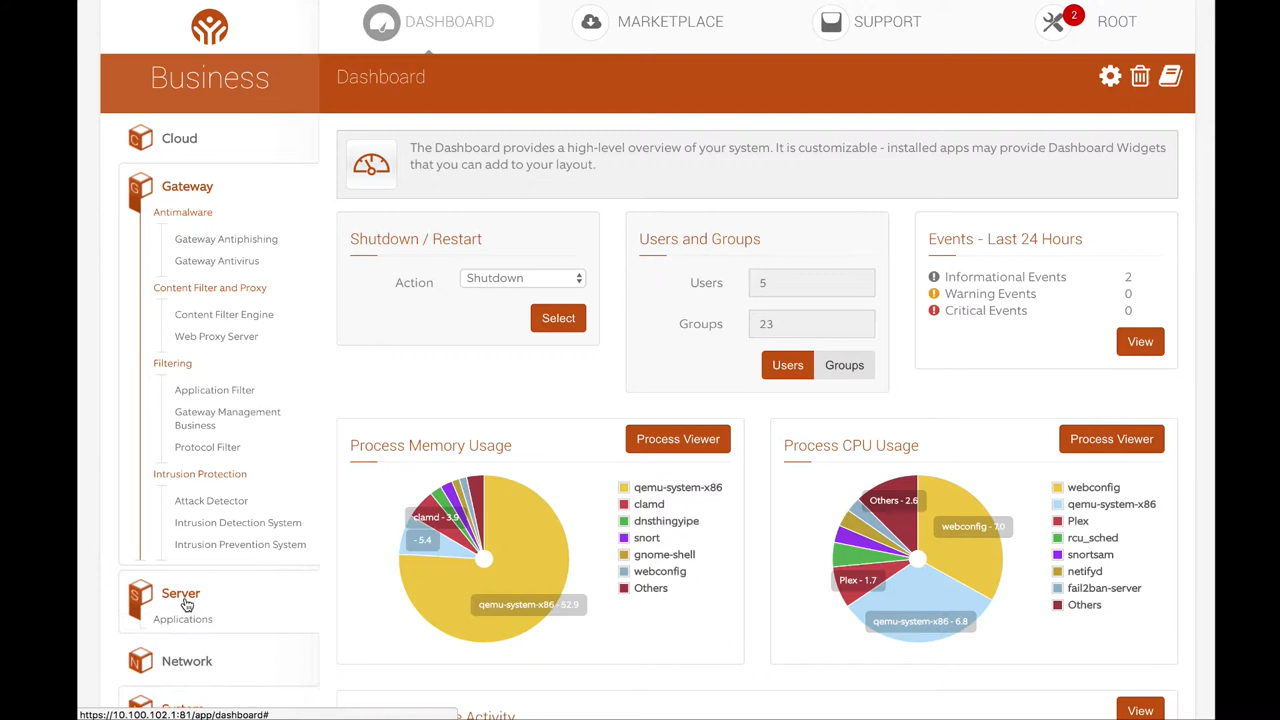 DASHBOARD
MARKETPLACE
SUPPORT
2
ROOT
Business
Dashboard
Cloud
Gateway
Antimalware
Gateway Antiphishing
Gateway Antivirus
Content Filter and Proxy
Content Filter Engine
Web Proxy Server
Filtering
Application Filter
Gateway Management
Business
Protocol Filter
Intrusion Protection
Attack Detector
Intrusion Detection System
Intrusion Prevention System
Server
Applications
Network
System
The Dashboard provides a high-level overview of your system. It is customizable - installed apps may provide Dashboard Widgets
that you can add to your layout.
Shutdown / Restart
Action
Shutdown
Select
Users and Groups
Users
5
Groups
23
Users
Groups
Events - Last 24 Hours
Informational Events 2
Warning Events 0
Critical Events 0
View
Process Memory Usage
Process Viewer
clamd - 3.9
- 5.4
qemu-system-x86 - 52.9
qemu-system-x86
clamd
dnsthingyipe
snort
gnome-shell
webconfig
Others
Process CPU Usage
Process Viewer
Others - 2.6
webconfig - 7.0
Plex - 1.7
qemu-system-x86 - 6.8
webconfig
qemu-system-x86
Plex
rcu_sched
snortsam
netifyd
fail2ban-server
Others
Activity
View
https://10.100.102.1:81/app/dashboard#